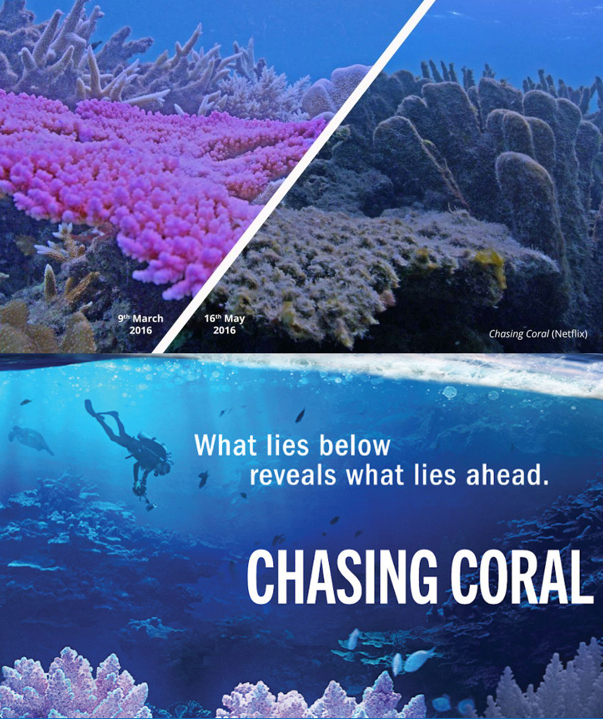 9th March
2016
16th May
2016
Chasing Coral (Netflix)
What lies below
reveals what lies ahead.
CHASING CORAL